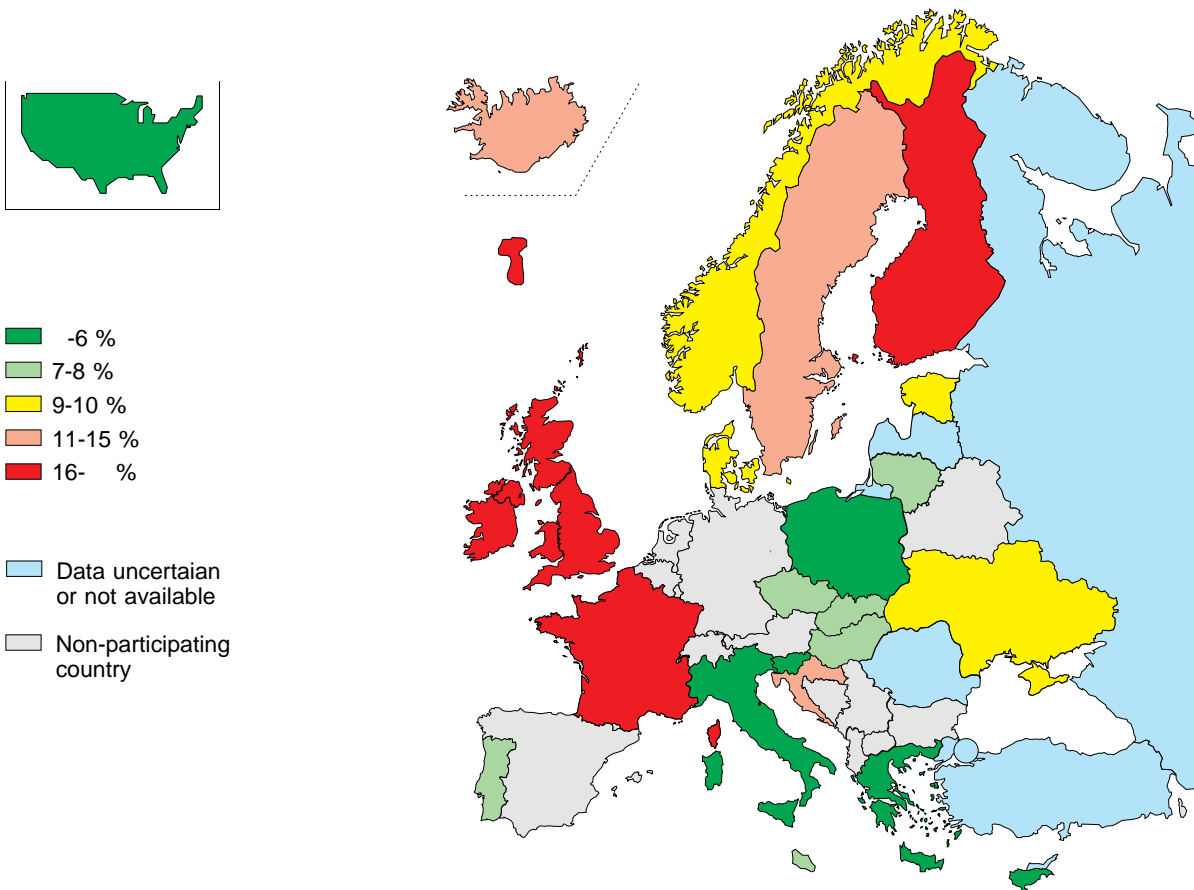 -6 %
7-8 %
9-10 %
11-15 %
16- %
Data uncertaian
or not available
Non-participating
country